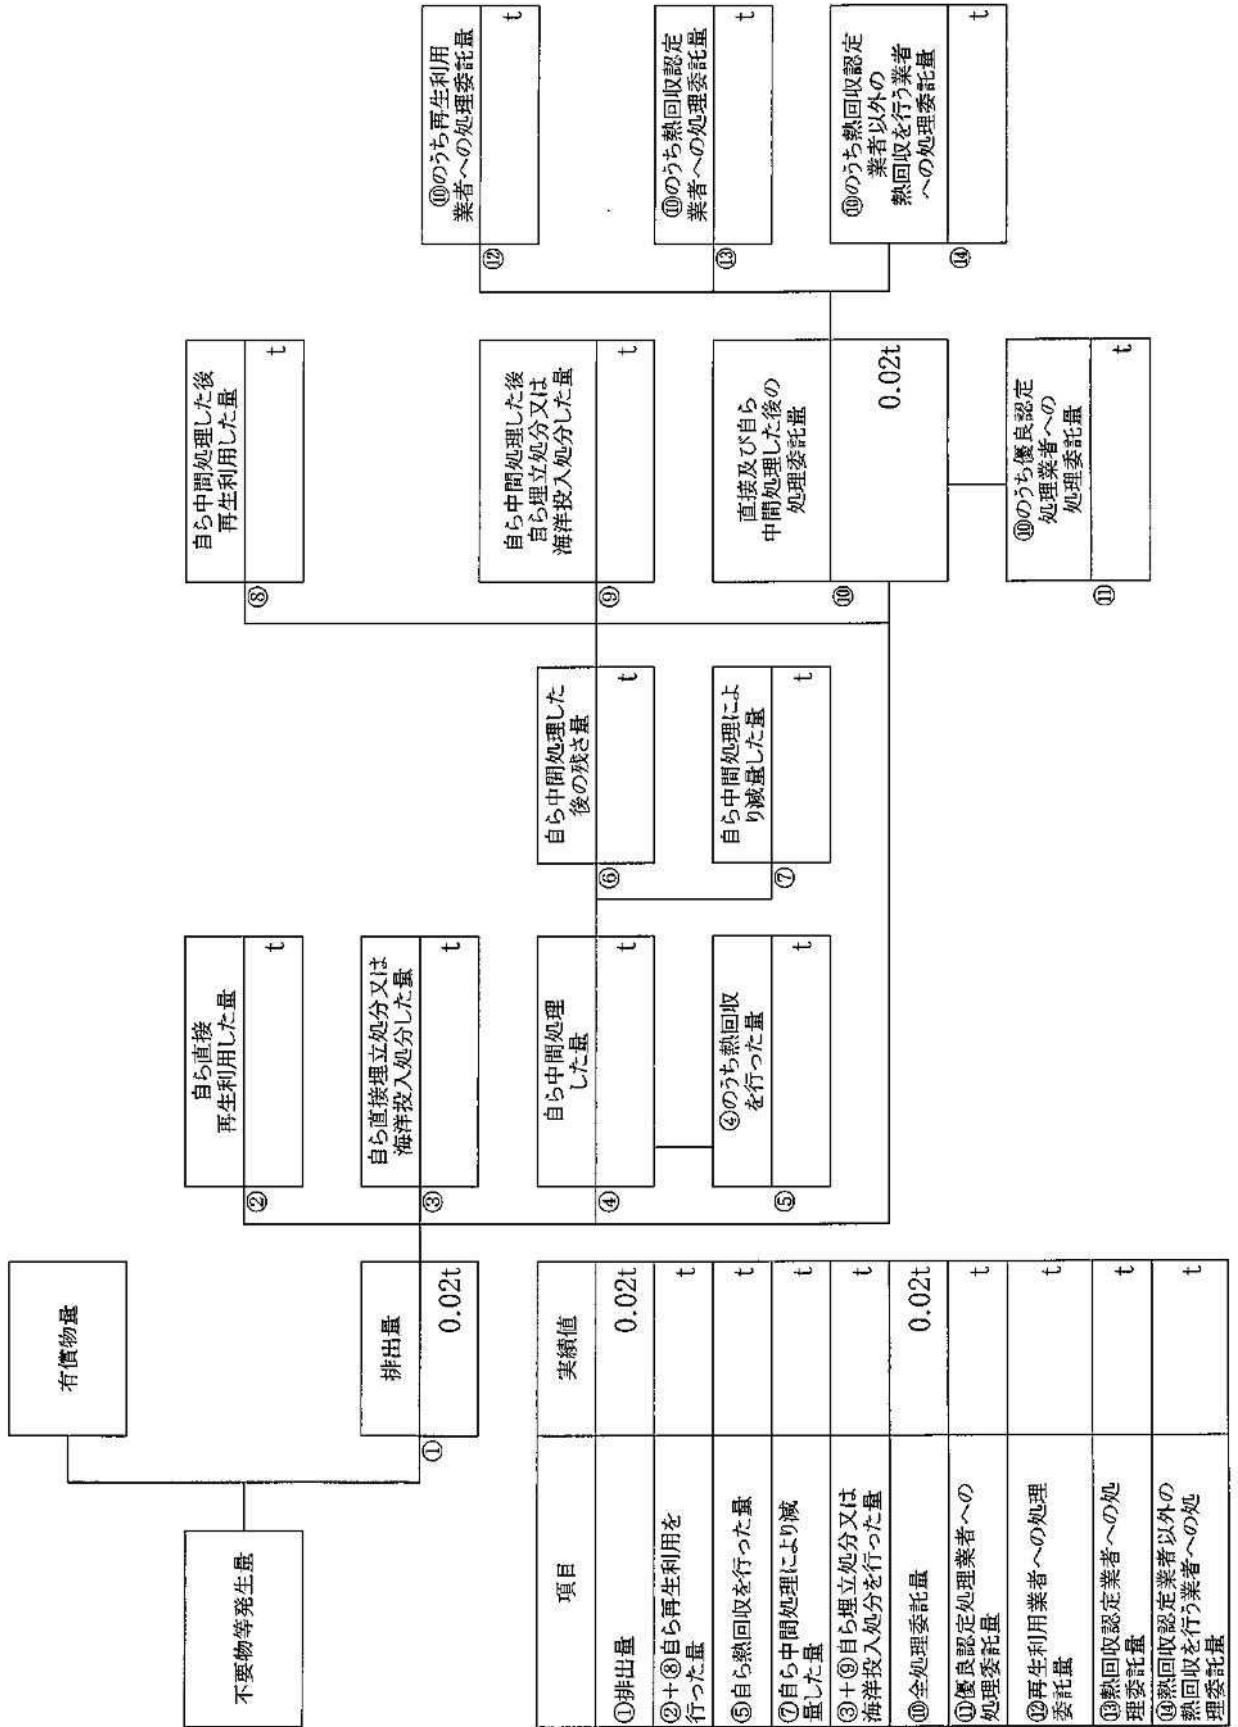 有償物量
不要物等発生量
排出量
①
0.02t
自ら直接
再生利用した量
②
t
自ら直接埋立処分又は
海洋投入処分した量
③
t
自ら中間処理
した量
④
t
④のうち熱回収
を行った量
⑤
t
自ら中間処理した
後の残さ量
⑥
t
自ら中間処理によ
り減量した量
⑦
t
自ら中間処理した後
再生利用した量
⑧
t
自ら中間処理した後
自ら埋立処分又は
海洋投入処分した量
⑨
t
直接及び自ら
中間処理した後の
処理委託量
⑩
0.02t
⑩のうち優良認定
処理業者への
処理委託量
⑪
t
⑩のうち再生利用
業者への処理委託量
⑫
t
⑩のうち熱回収認定
業者への処理委託量
⑬
t
⑩のうち熱回収認定
業者以外の
熱回収を行う業者
への処理委託量
⑭
t
項目
実績値
①排出量
0.02t
②+⑧自ら再生利用を
行った量
t
⑤自ら熱回収を行った量
t
⑦自ら中間処理により減
量した量
t
③+⑨自ら埋立処分又は
海洋投入処分を行った量
t
⑩全処理委託量
0.02t
⑪優良認定処理業者への
処理委託量
t
⑫再生利用業者への処理
委託量
t
⑬熱回収認定業者への処
理委託量
t
⑭熱回収認定業者以外の
熱回収を行う業者への処
理委託量
t